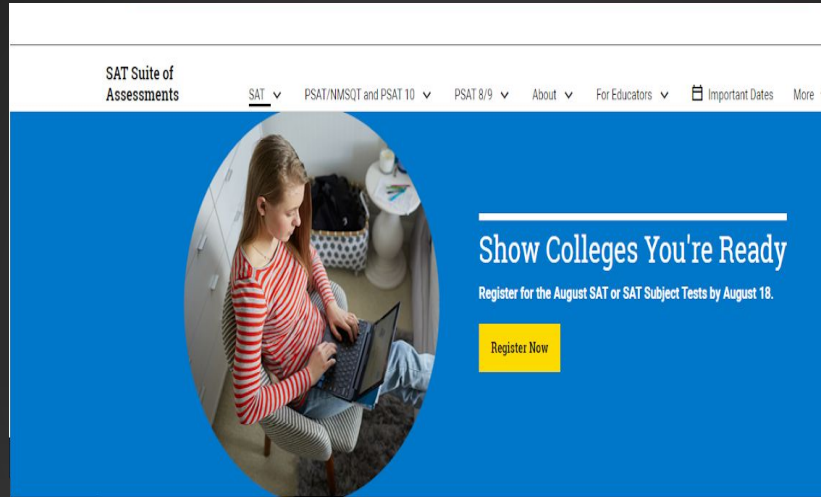 SAT Suite of
Assessments
SAT
PSAT/NMSQT and PSAT 10
PSAT 8/9
About
For Educators
Important Dates
More
Show Colleges You're Ready
Register for the August SAT or SAT Subject Tests by August 18.
Register Now